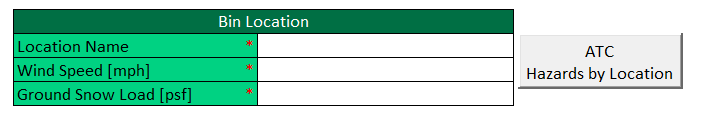 Bin Location
Location Name *
Wind Speed [mph] *
Ground Snow Load [psf] *
ATC
Hazards by Location